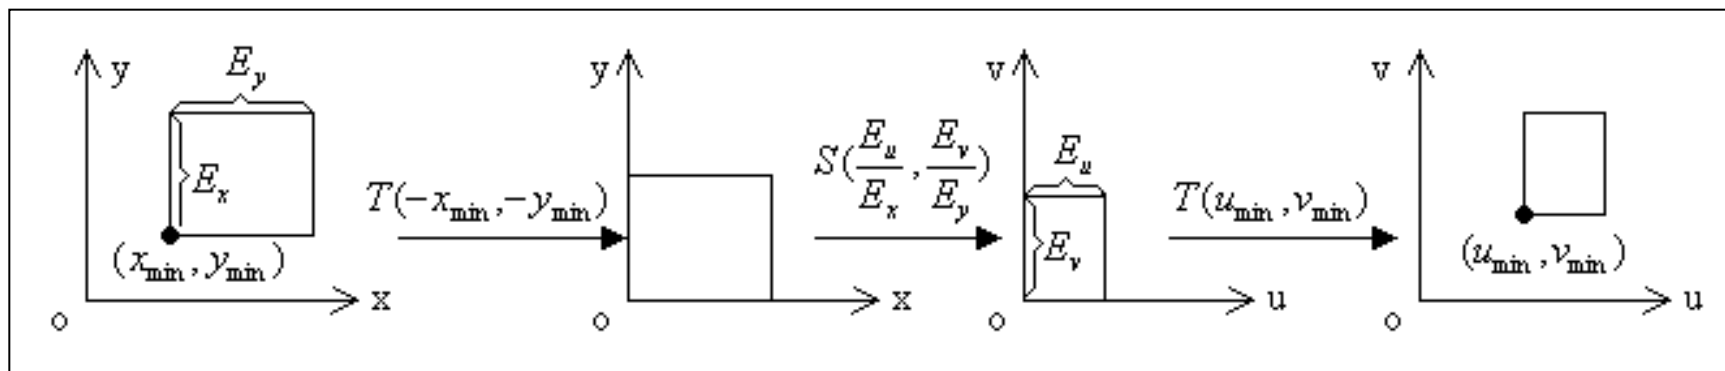 y
E_y
E_x
(x_min, y_min)
x
o
T(-x_min, -y_min)
y
x
o
S(E_u/E_x, E_v/E_y)
v
E_u
E_v
u
o
T(u_min, v_min)
v
(u_min, v_min)
u
o